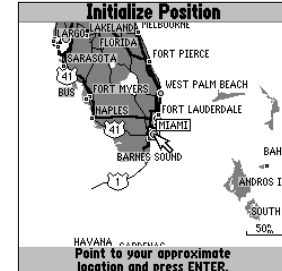 Initialize Position
MELBOURNE
LARGO
LAKELAND
FLORIDA
FORT PIERCE
SARASOTA
41
BUS
WEST PALM BEACH
FORT MYERS
NAPLES
FORT LAUDERDALE
41
MIAMI
BARNES SOUND
BAH
1
ANDROS I
SOUTH
HAVANA
CARDENAS
Point to your approximate
location and press ENTER.